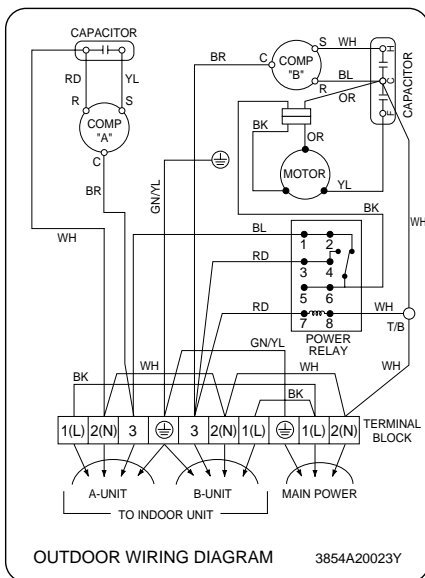 CAPACITOR
RD YL
R S
COMP
"A"
C
BR
WH
GN/YL
BR
C
COMP
"B"
S WH
R BL
OR
H
C
F
CAPACITOR
BK
OR
MOTOR
YL
BK
WH
BL
1 2
RD
3 4
5 6
RD
7 8
WH
T/B
POWER
RELAY
GN/YL
WH
WH
WH
BK
BK
1(L) 2(N) 3 3 2(N) 1(L) 1(L) 2(N)
TERMINAL
BLOCK
A-UNIT B-UNIT MAIN POWER
TO INDOOR UNIT
OUTDOOR WIRING DIAGRAM 3854A20023Y